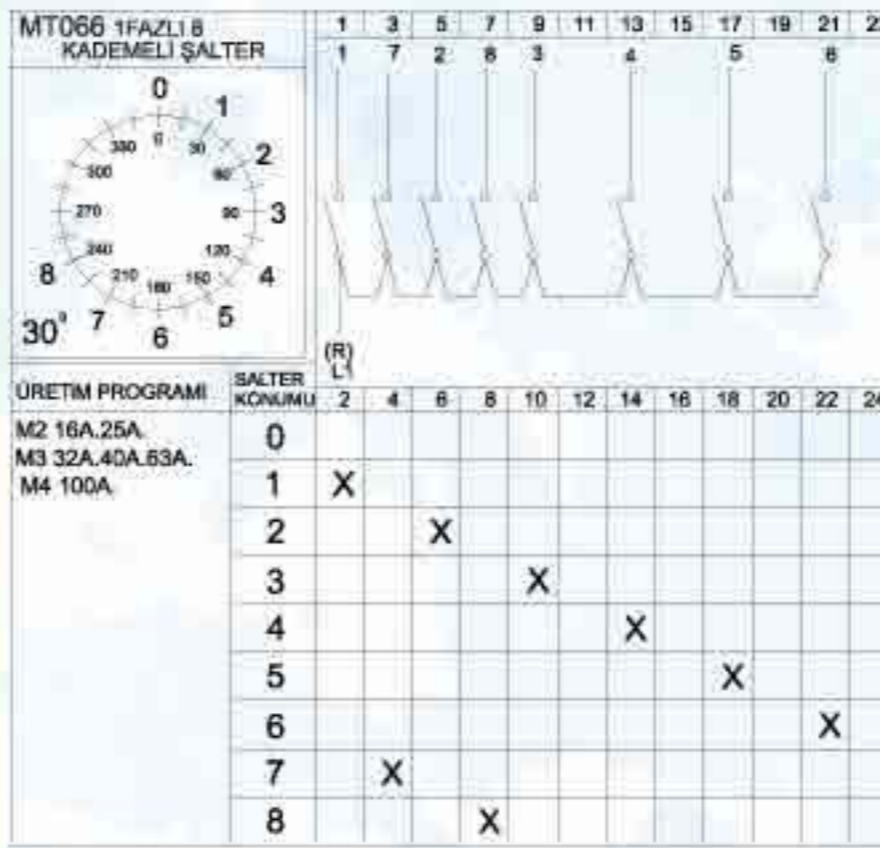 MT066 1FAZLI 8
KADEMELİ ŞALTER
1 3 5 7 9 11 13 15 17 19 21
1 7 2 8 3 4 5 6
0
1
2
3
4
5
6
7
8
0
30
60
90
120
150
180
210
240
270
300
330
30°
(R)
L1
ÜRETİM PROGRAMI
M2 16A.25A.
M3 32A.40A.63A.
M4 100A.
SALTER
KONUMU
2 4 6 8 10 12 14 16 18 20 22 24
0
1 X
2 X
3 X
4 X
5 X
6 X
7 X
8 X